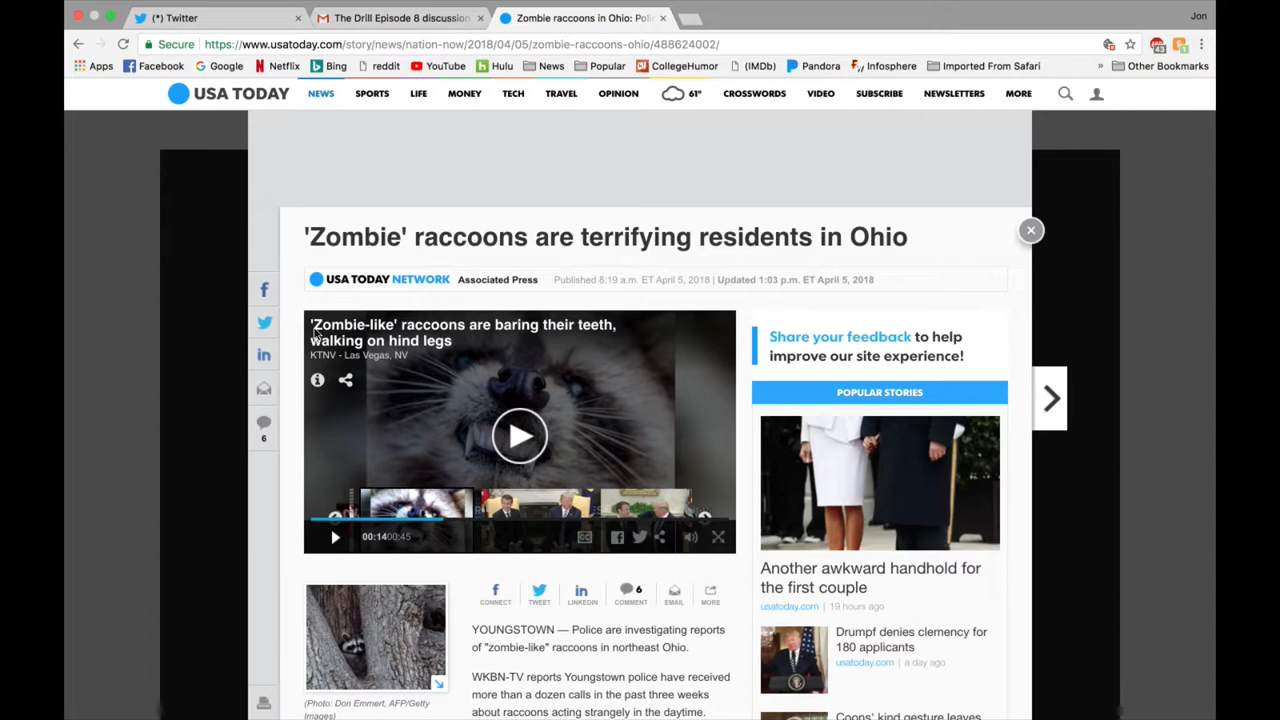 (*) Twitter
The Drill Episode 8 discussion
Zombie raccoons in Ohio: Poli
Jon
Secure
https://www.usatoday.com/story/news/nation-now/2018/04/05/zombie-raccoons-ohio/488624002/
43
1
Apps
Facebook
Google
Netflix
Bing
reddit
YouTube
Hulu
News
Popular
CollegeHumor
(IMDb)
Pandora
Infosphere
Imported From Safari
»
Other Bookmarks
USA TODAY
NEWS
SPORTS
LIFE
MONEY
TECH
TRAVEL
OPINION
61°
CROSSWORDS
VIDEO
SUBSCRIBE
NEWSLETTERS
MORE
'Zombie' raccoons are terrifying residents in Ohio
USA TODAY NETWORK Associated Press Published 8:19 a.m. ET April 5, 2018 | Updated 1:03 p.m. ET April 5, 2018
'Zombie-like' raccoons are baring their teeth,
walking on hind legs
KTNV - Las Vegas, NV
00:14 00:45
CC
6
CONNECT
TWEET
LINKEDIN
6
COMMENT
EMAIL
MORE
(Photo: Don Emmert, AFP/Getty
Images)
YOUNGSTOWN — Police are investigating reports
of "zombie-like" raccoons in northeast Ohio.
WKBN-TV reports Youngstown police have received
more than a dozen calls in the past three weeks
about raccoons acting strangely in the daytime.
Share your feedback to help
improve our site experience!
POPULAR STORIES
Another awkward handhold for
the first couple
usatoday.com | 19 hours ago
Drumpf denies clemency for
180 applicants
usatoday.com | a day ago
Coons' kind gesture leaves